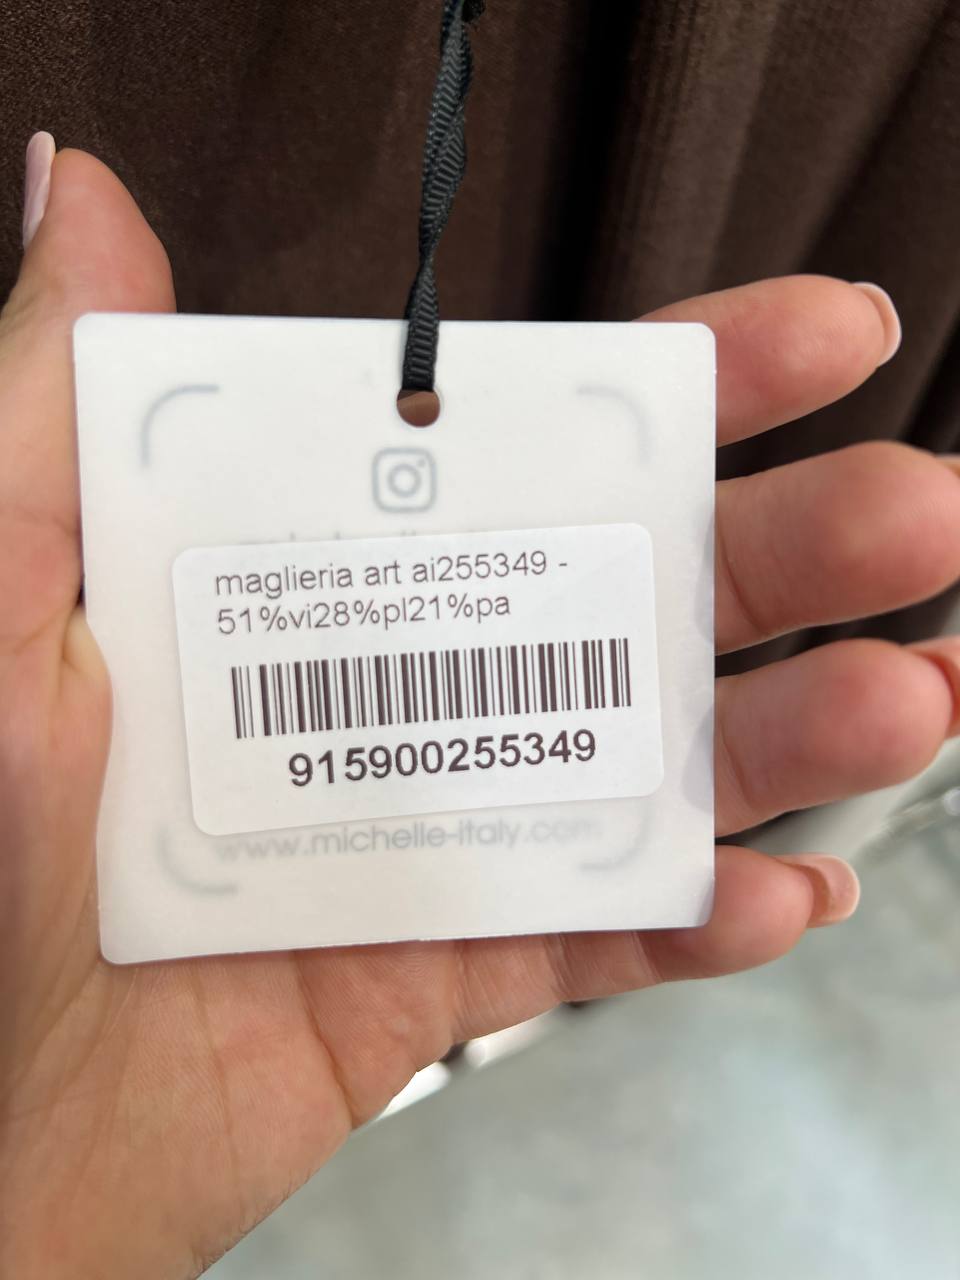 maglieria art ai255349 -
51%vi28%pl21%pa
915900255349
www.michelle-italy.com